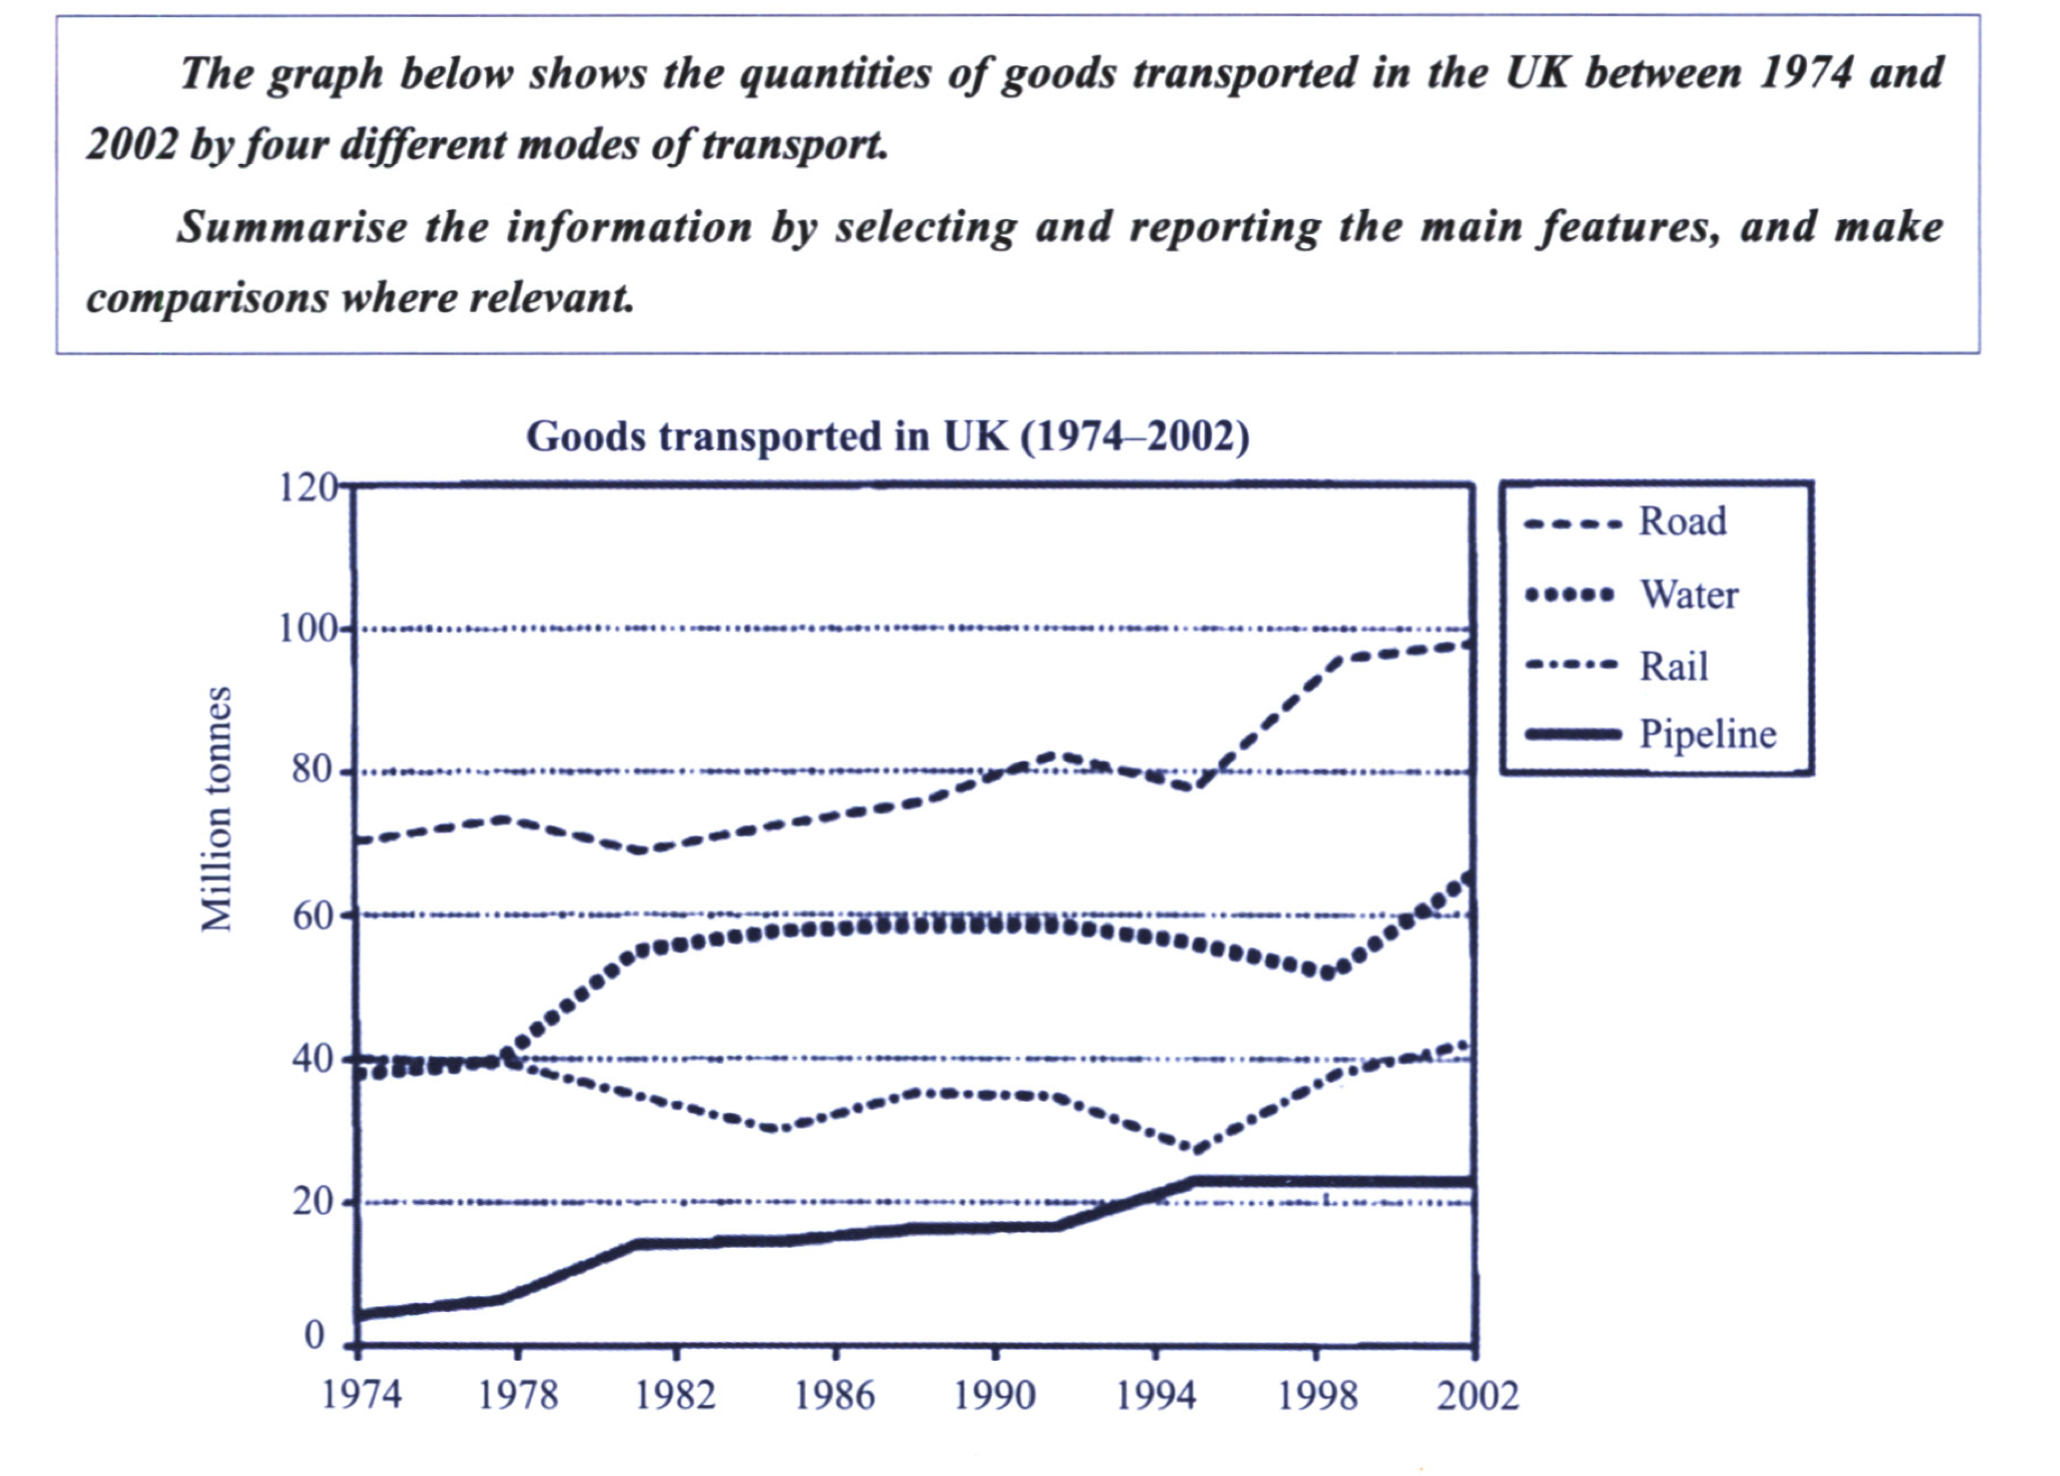 The graph below shows the quantities of goods transported in the UK between 1974 and
2002 by four different modes of transport.
Summarise the information by selecting and reporting the main features, and make
comparisons where relevant.
Goods transported in UK (1974–2002)
120
100
80
60
40
20
0
Million tonnes
1974 1978 1982 1986 1990 1994 1998 2002
Road
Water
Rail
Pipeline